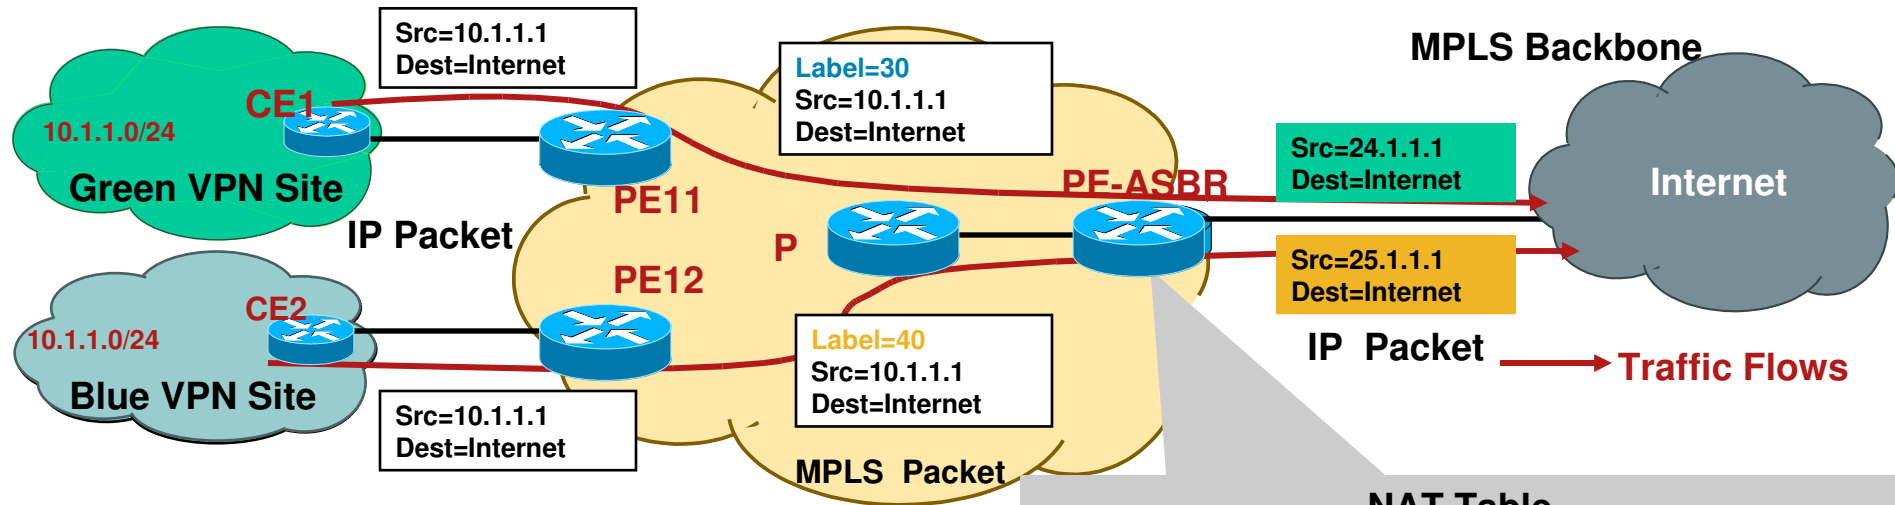 Src=10.1.1.1
Dest=Internet
MPLS Backbone
Label=30
Src=10.1.1.1
Dest=Internet
CE1
10.1.1.0/24
Green VPN Site
PE11
PE-ASBR
Src=24.1.1.1
Dest=Internet
Internet
IP Packet
P
PE12
Src=25.1.1.1
Dest=Internet
CE2
10.1.1.0/24
Blue VPN Site
Label=40
Src=10.1.1.1
Dest=Internet
IP Packet
Traffic Flows
Src=10.1.1.1
Dest=Internet
MPLS Packet
NAT Table